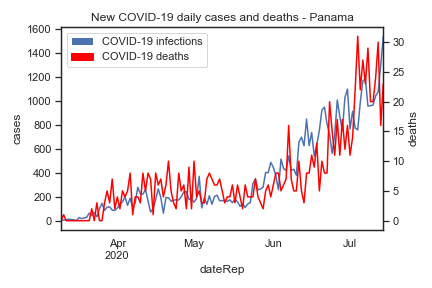 New COVID-19 daily cases and deaths - Panama
COVID-19 infections
COVID-19 deaths
1600
1400
1200
1000
800
600
400
200
0
cases
30
25
20
15
10
5
0
deaths
Apr
2020
May
Jun
Jul
dateRep